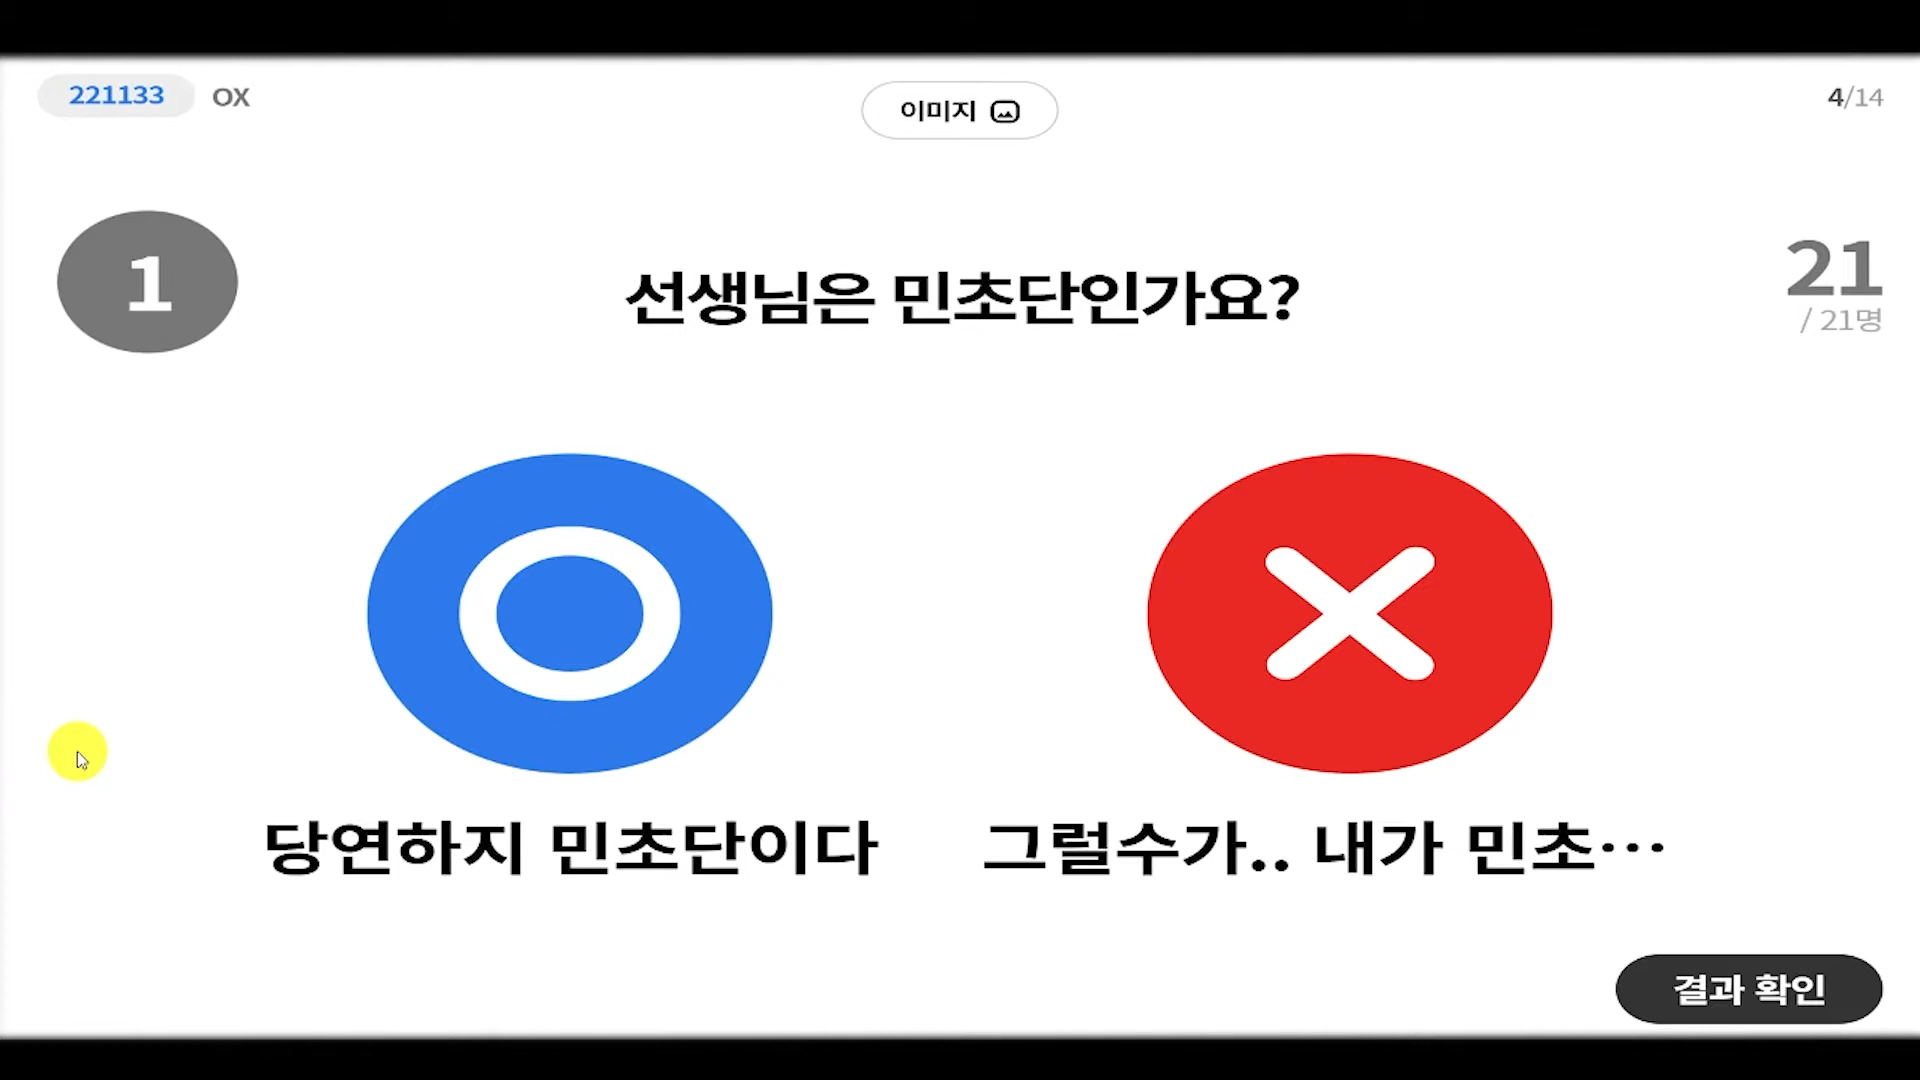 221133 OX
이미지
4/14
1
선생님은 민초단인가요?
21
/ 21명
당연하지 민초단이다
그럴수가.. 내가 민초…
결과 확인